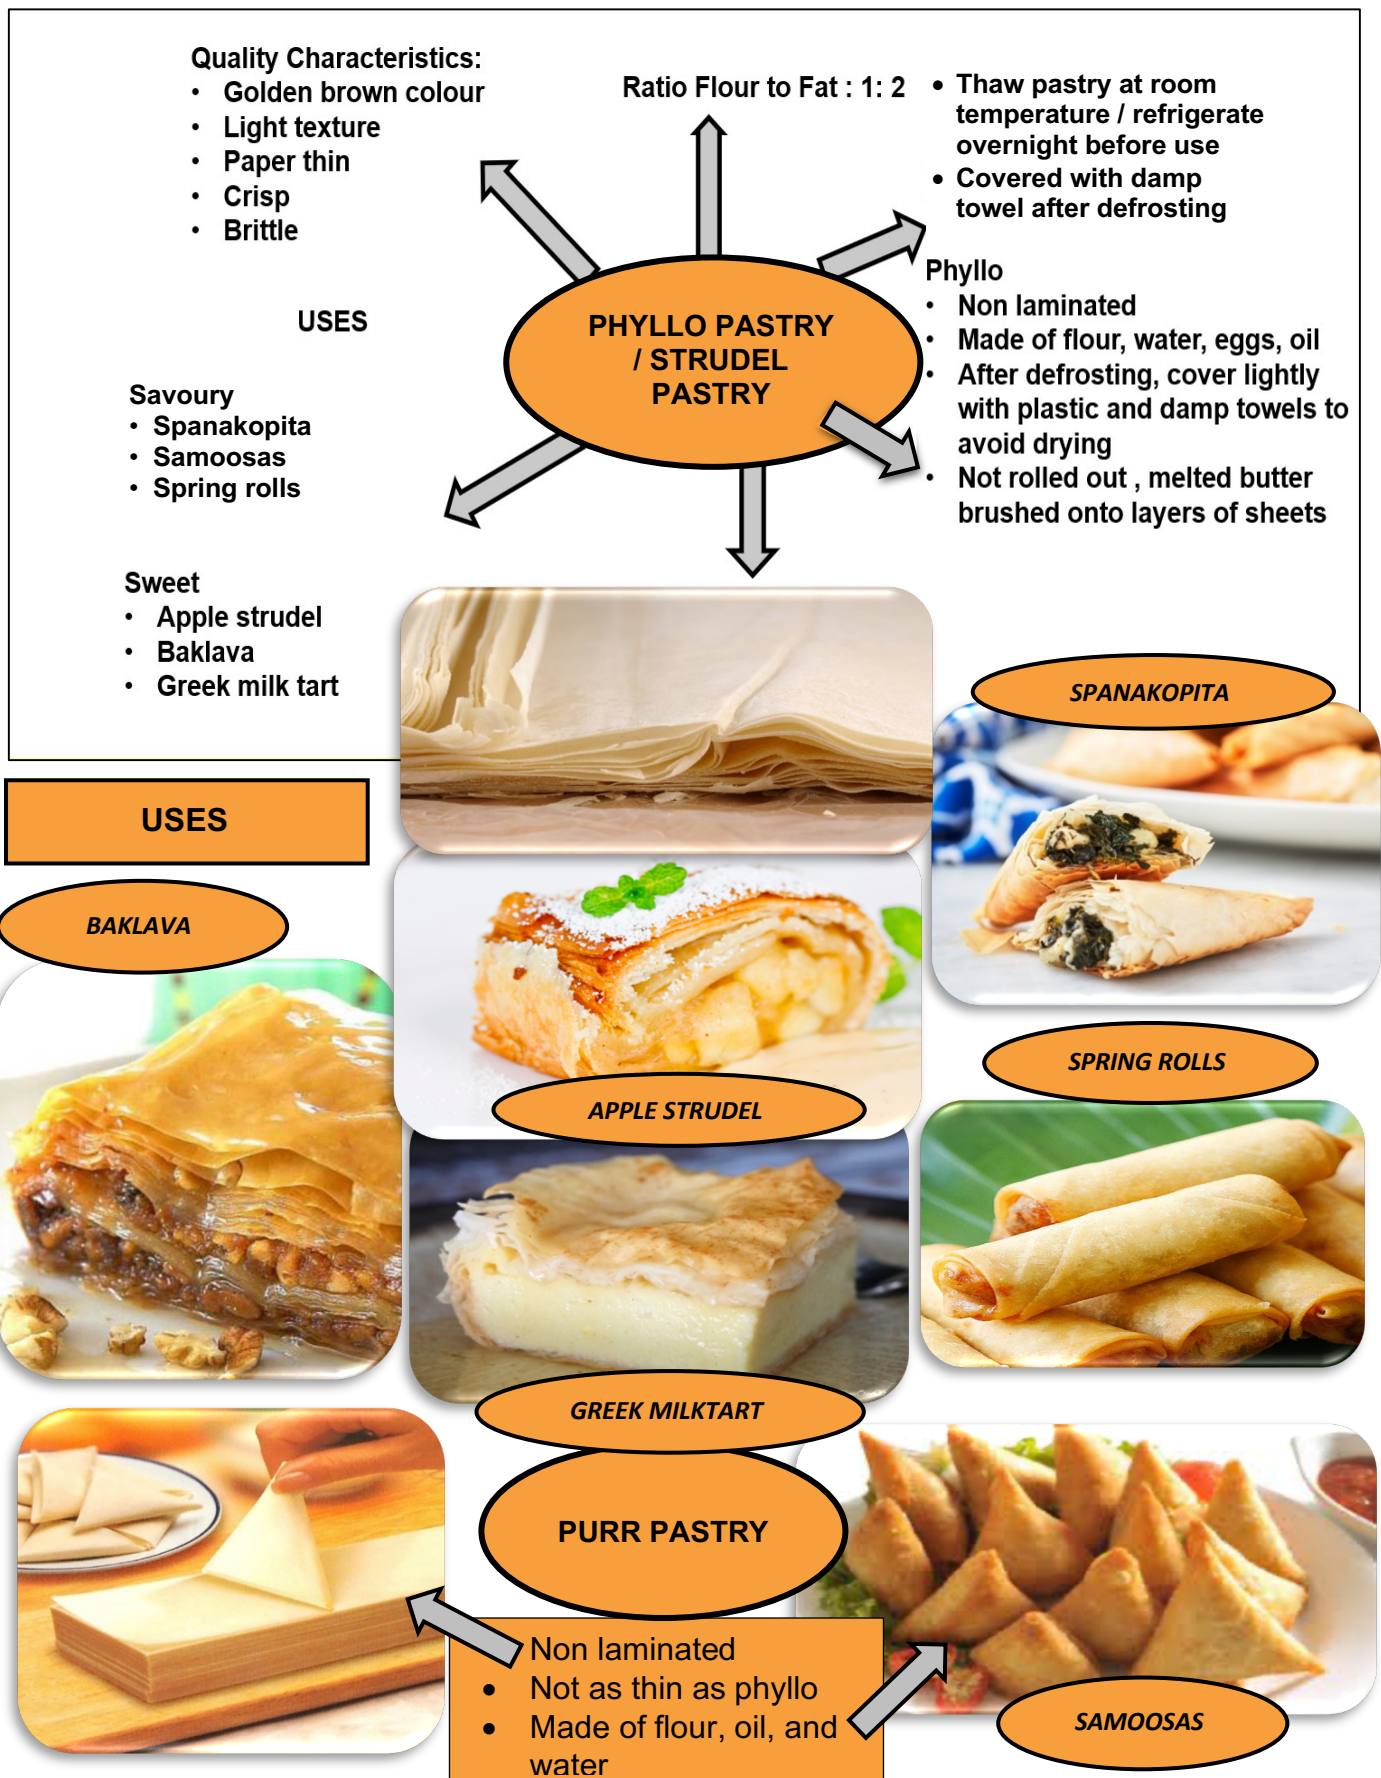 Quality Characteristics:
• Golden brown colour
• Light texture
• Paper thin
• Crisp
• Brittle
Ratio Flour to Fat : 1: 2
• Thaw pastry at room
temperature / refrigerate
overnight before use
• Covered with damp
towel after defrosting
PHYLLO PASTRY
/ STRUDEL
PASTRY
Phyllo
• Non laminated
• Made of flour, water, eggs, oil
• After defrosting, cover lightly
with plastic and damp towels to
avoid drying
• Not rolled out , melted butter
brushed onto layers of sheets
USES
Savoury
• Spanakopita
• Samoosas
• Spring rolls
Sweet
• Apple strudel
• Baklava
• Greek milk tart
SPANAKOPITA
USES
BAKLAVA
APPLE STRUDEL
SPRING ROLLS
GREEK MILKTART
PURR PASTRY
Non laminated
• Not as thin as phyllo
• Made of flour, oil, and
water
SAMOOSAS